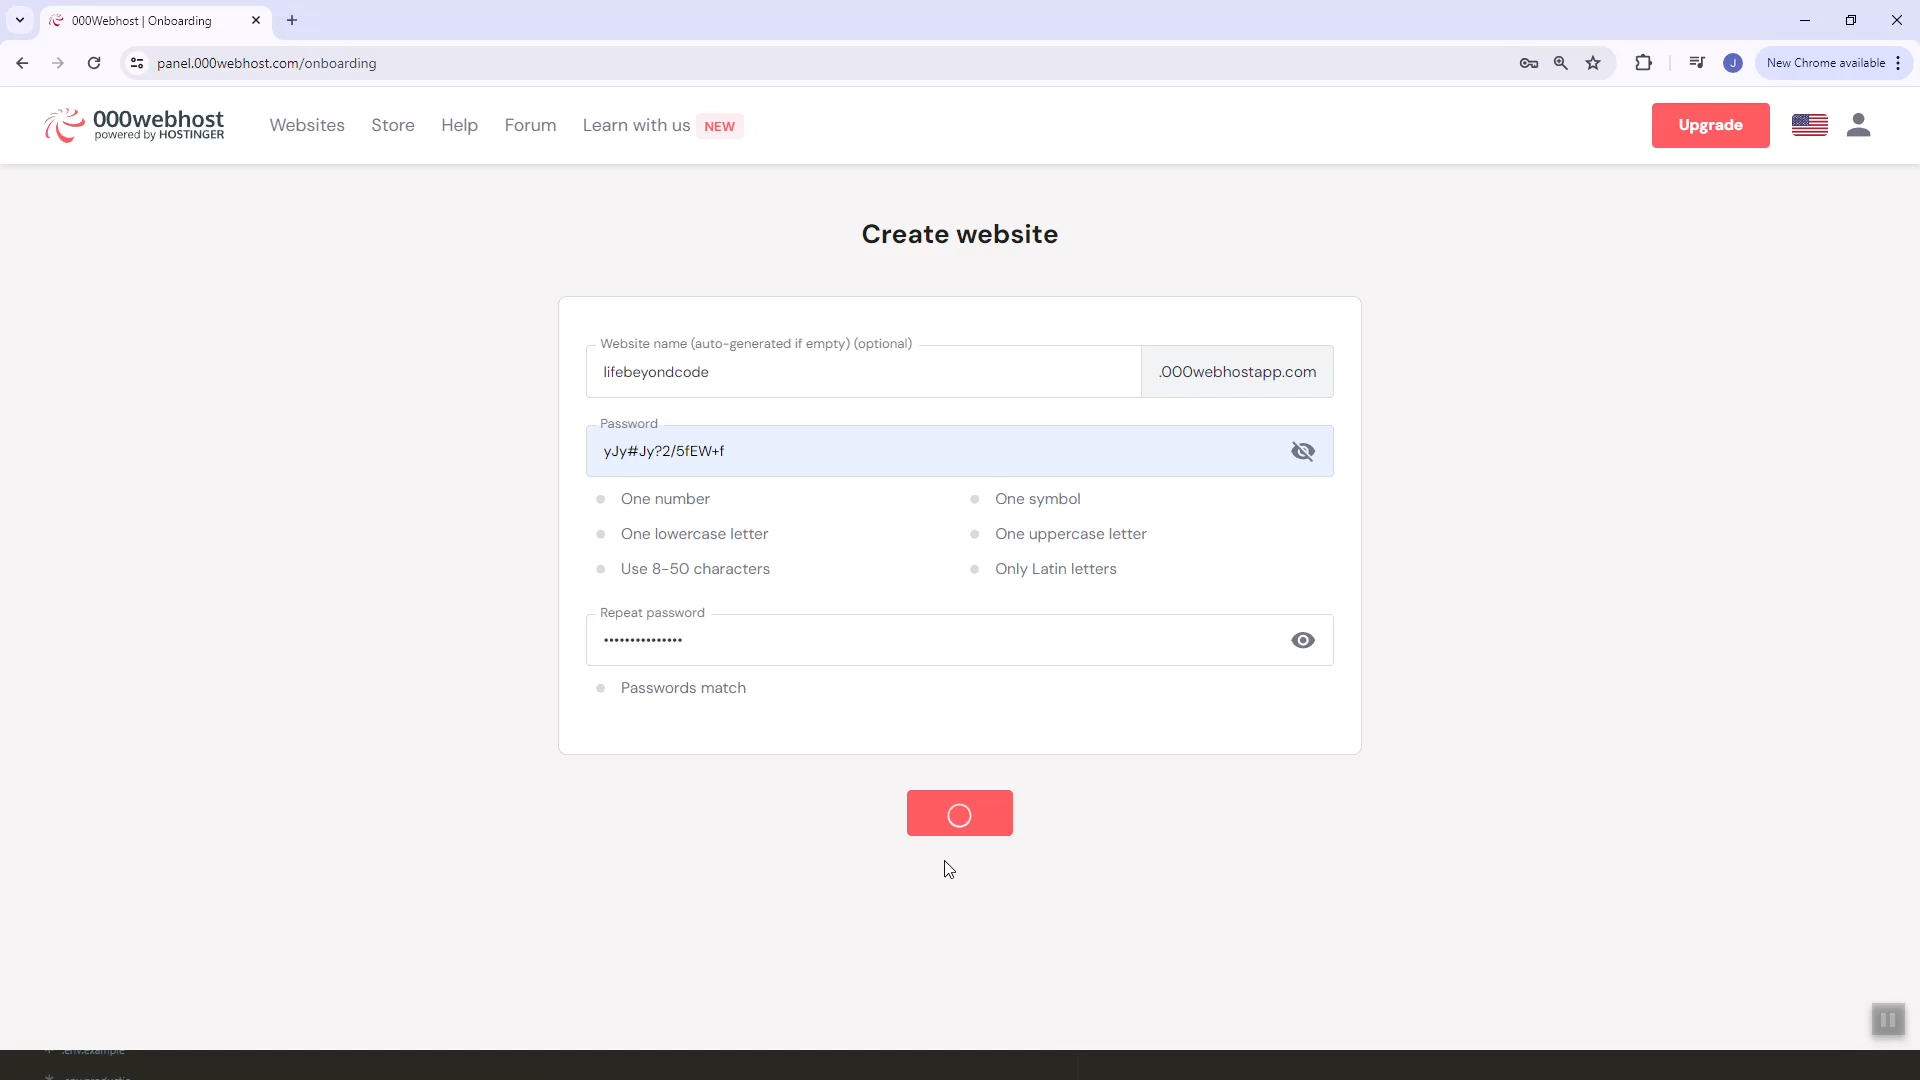 000Webhost | Onboarding
panel.000webhost.com/onboarding
J
New Chrome available
000webhost
powered by HOSTINGER
Websites
Store
Help
Forum
Learn with us
NEW
Upgrade
Create website
Website name (auto-generated if empty) (optional)
lifebeyondcode
.000webhostapp.com
Password
yJy#Jy?2/5fEW+f
One number
One symbol
One lowercase letter
One uppercase letter
Use 8-50 characters
Only Latin letters
Repeat password
•••••••••••••••
Passwords match
.env.example